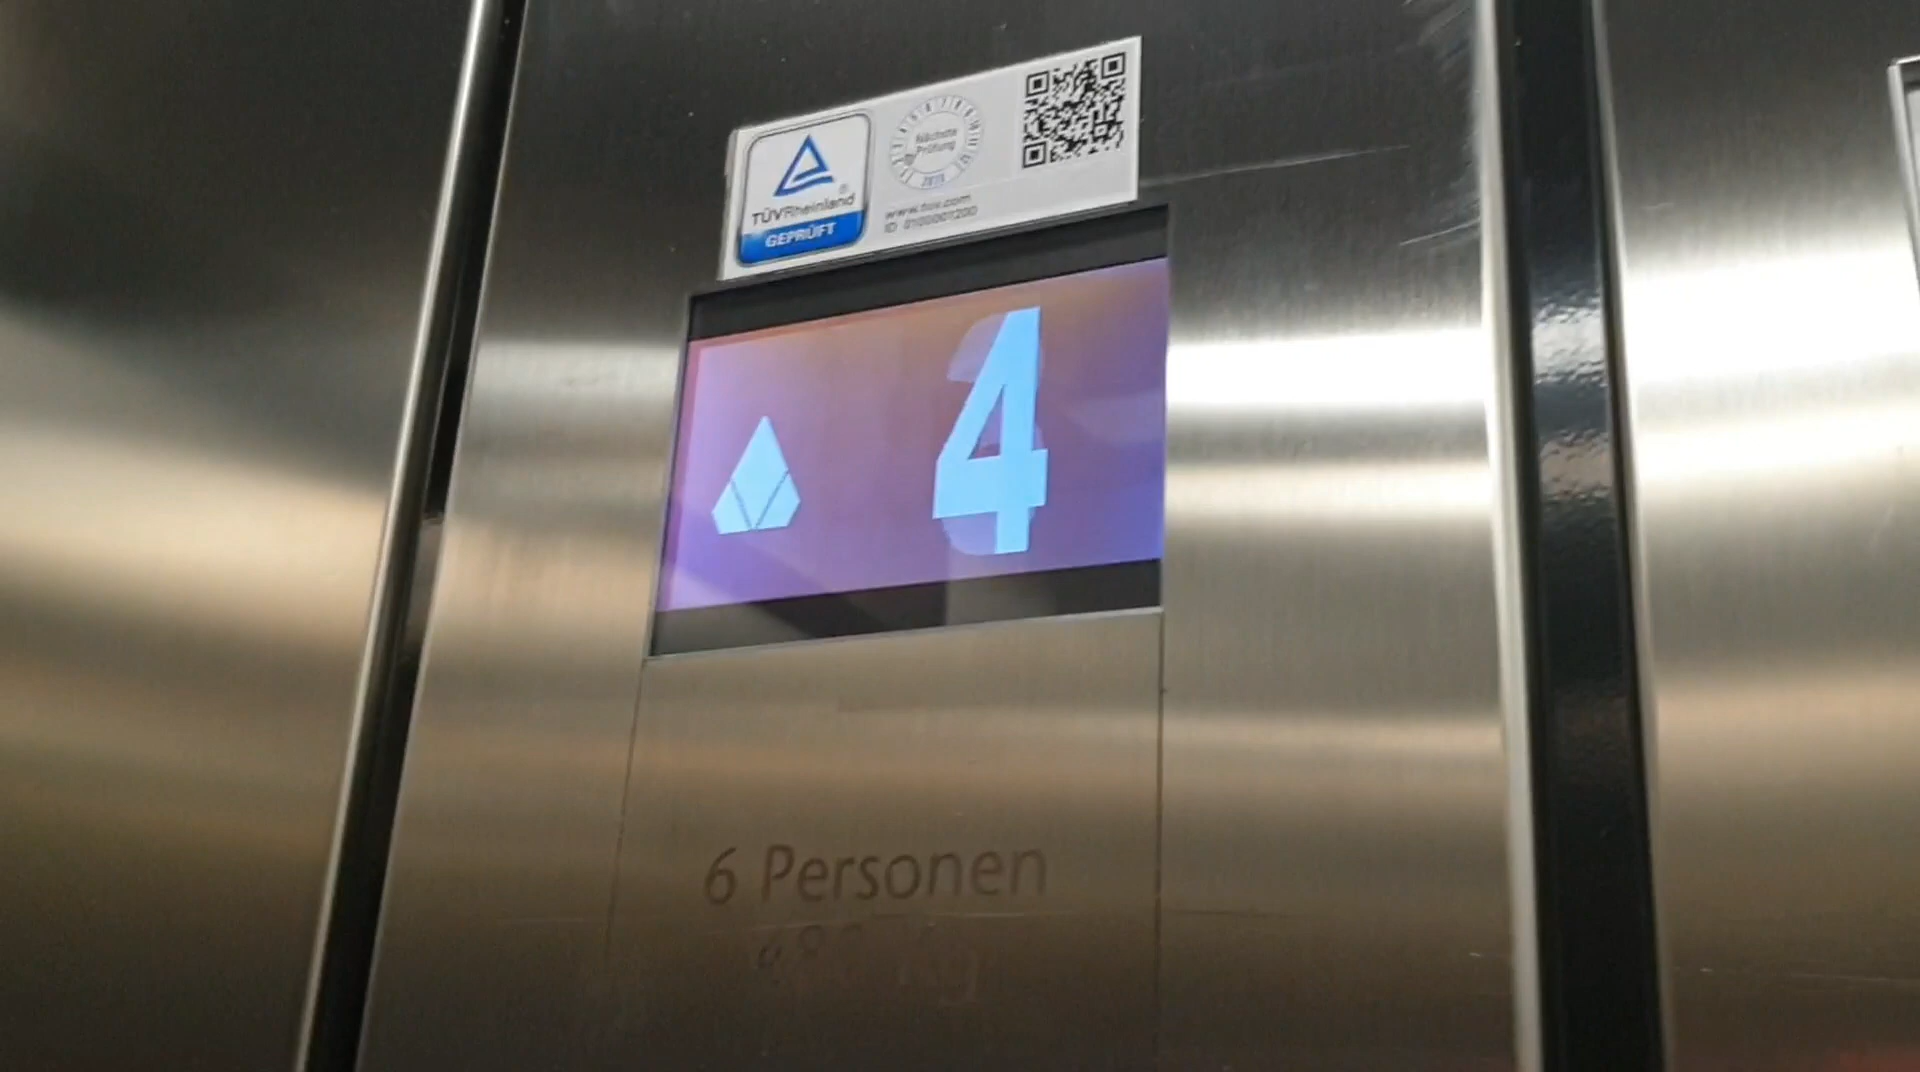 TÜVRheinland
®
GEPRÜFT
Nächste
Prüfung
www.tuv.com
4
6 Personen